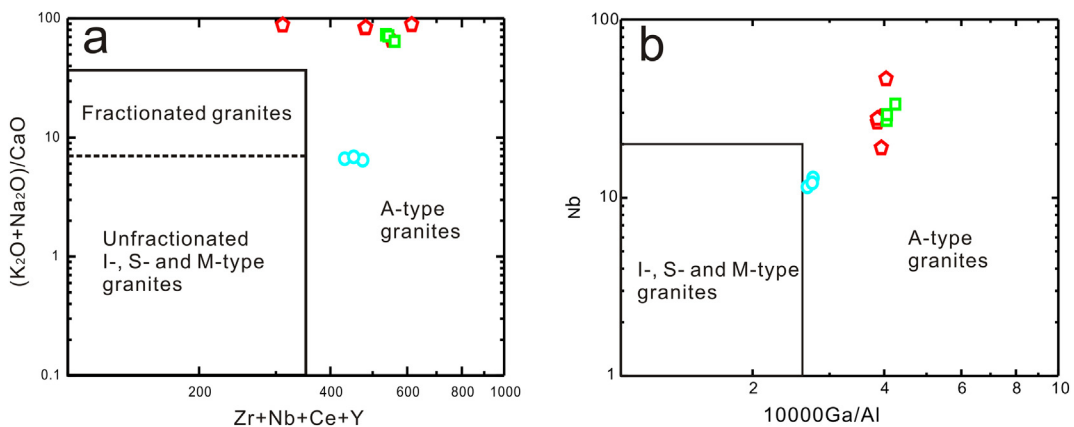 a
100
Fractionated granites
10
(K₂O+Na₂O)/CaO
A-type
granites
Unfractionated
I-, S- and M-type
granites
1
0.1
200
400
600
800
1000
Zr+Nb+Ce+Y
b
100
Nb
10
A-type
granites
I-, S- and M-type
granites
1
2
4
6
8
10
10000Ga/Al